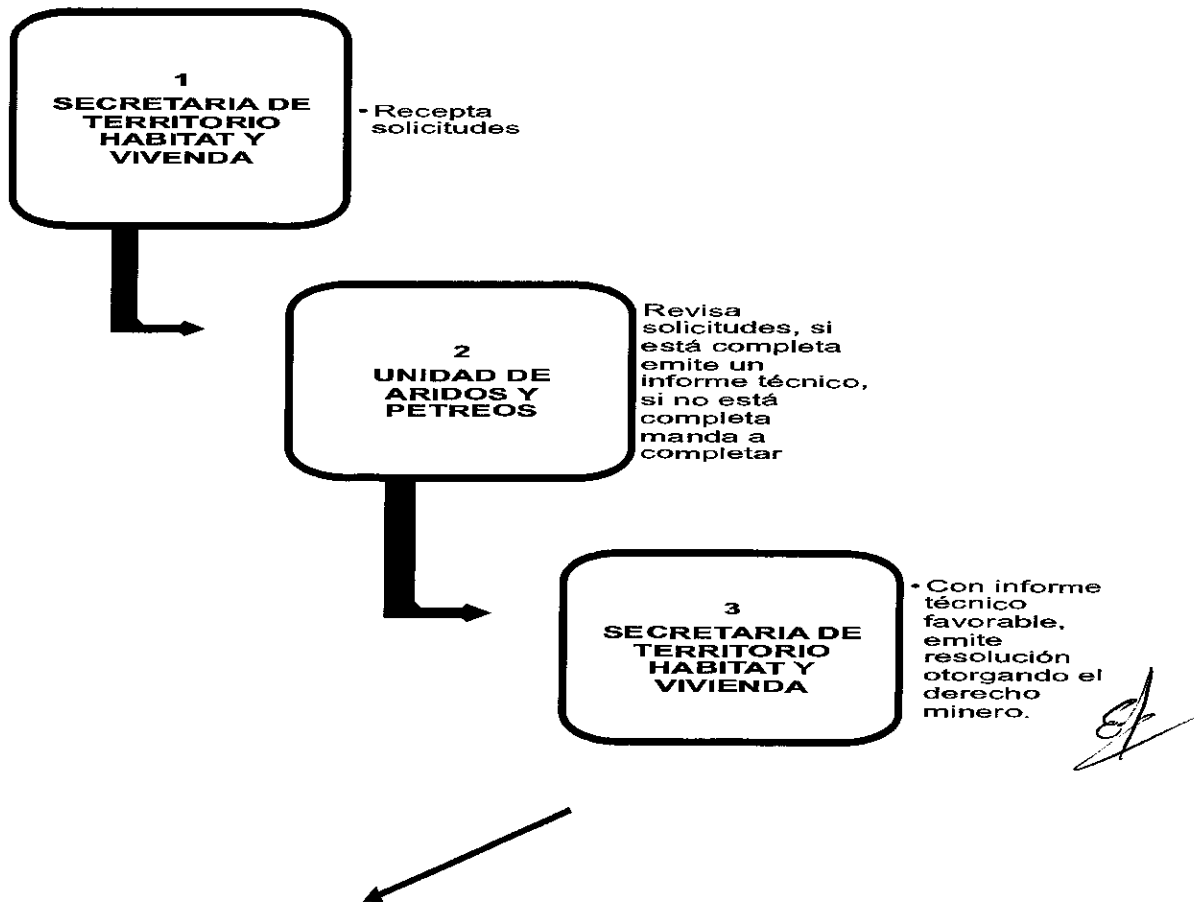 1
SECRETARIA DE
TERRITORIO
HABITAT Y
VIVENDA
• Recepta
solicitudes
2
UNIDAD DE
ARIDOS Y
PETREOS
Revisa
solicitudes, si
está completa
emite un
informe técnico,
si no está
completa
manda a
completar
3
SECRETARIA DE
TERRITORIO
HABITAT Y
VIVIENDA
• Con informe
técnico
favorable,
emite
resolución
otorgando el
derecho
minero.